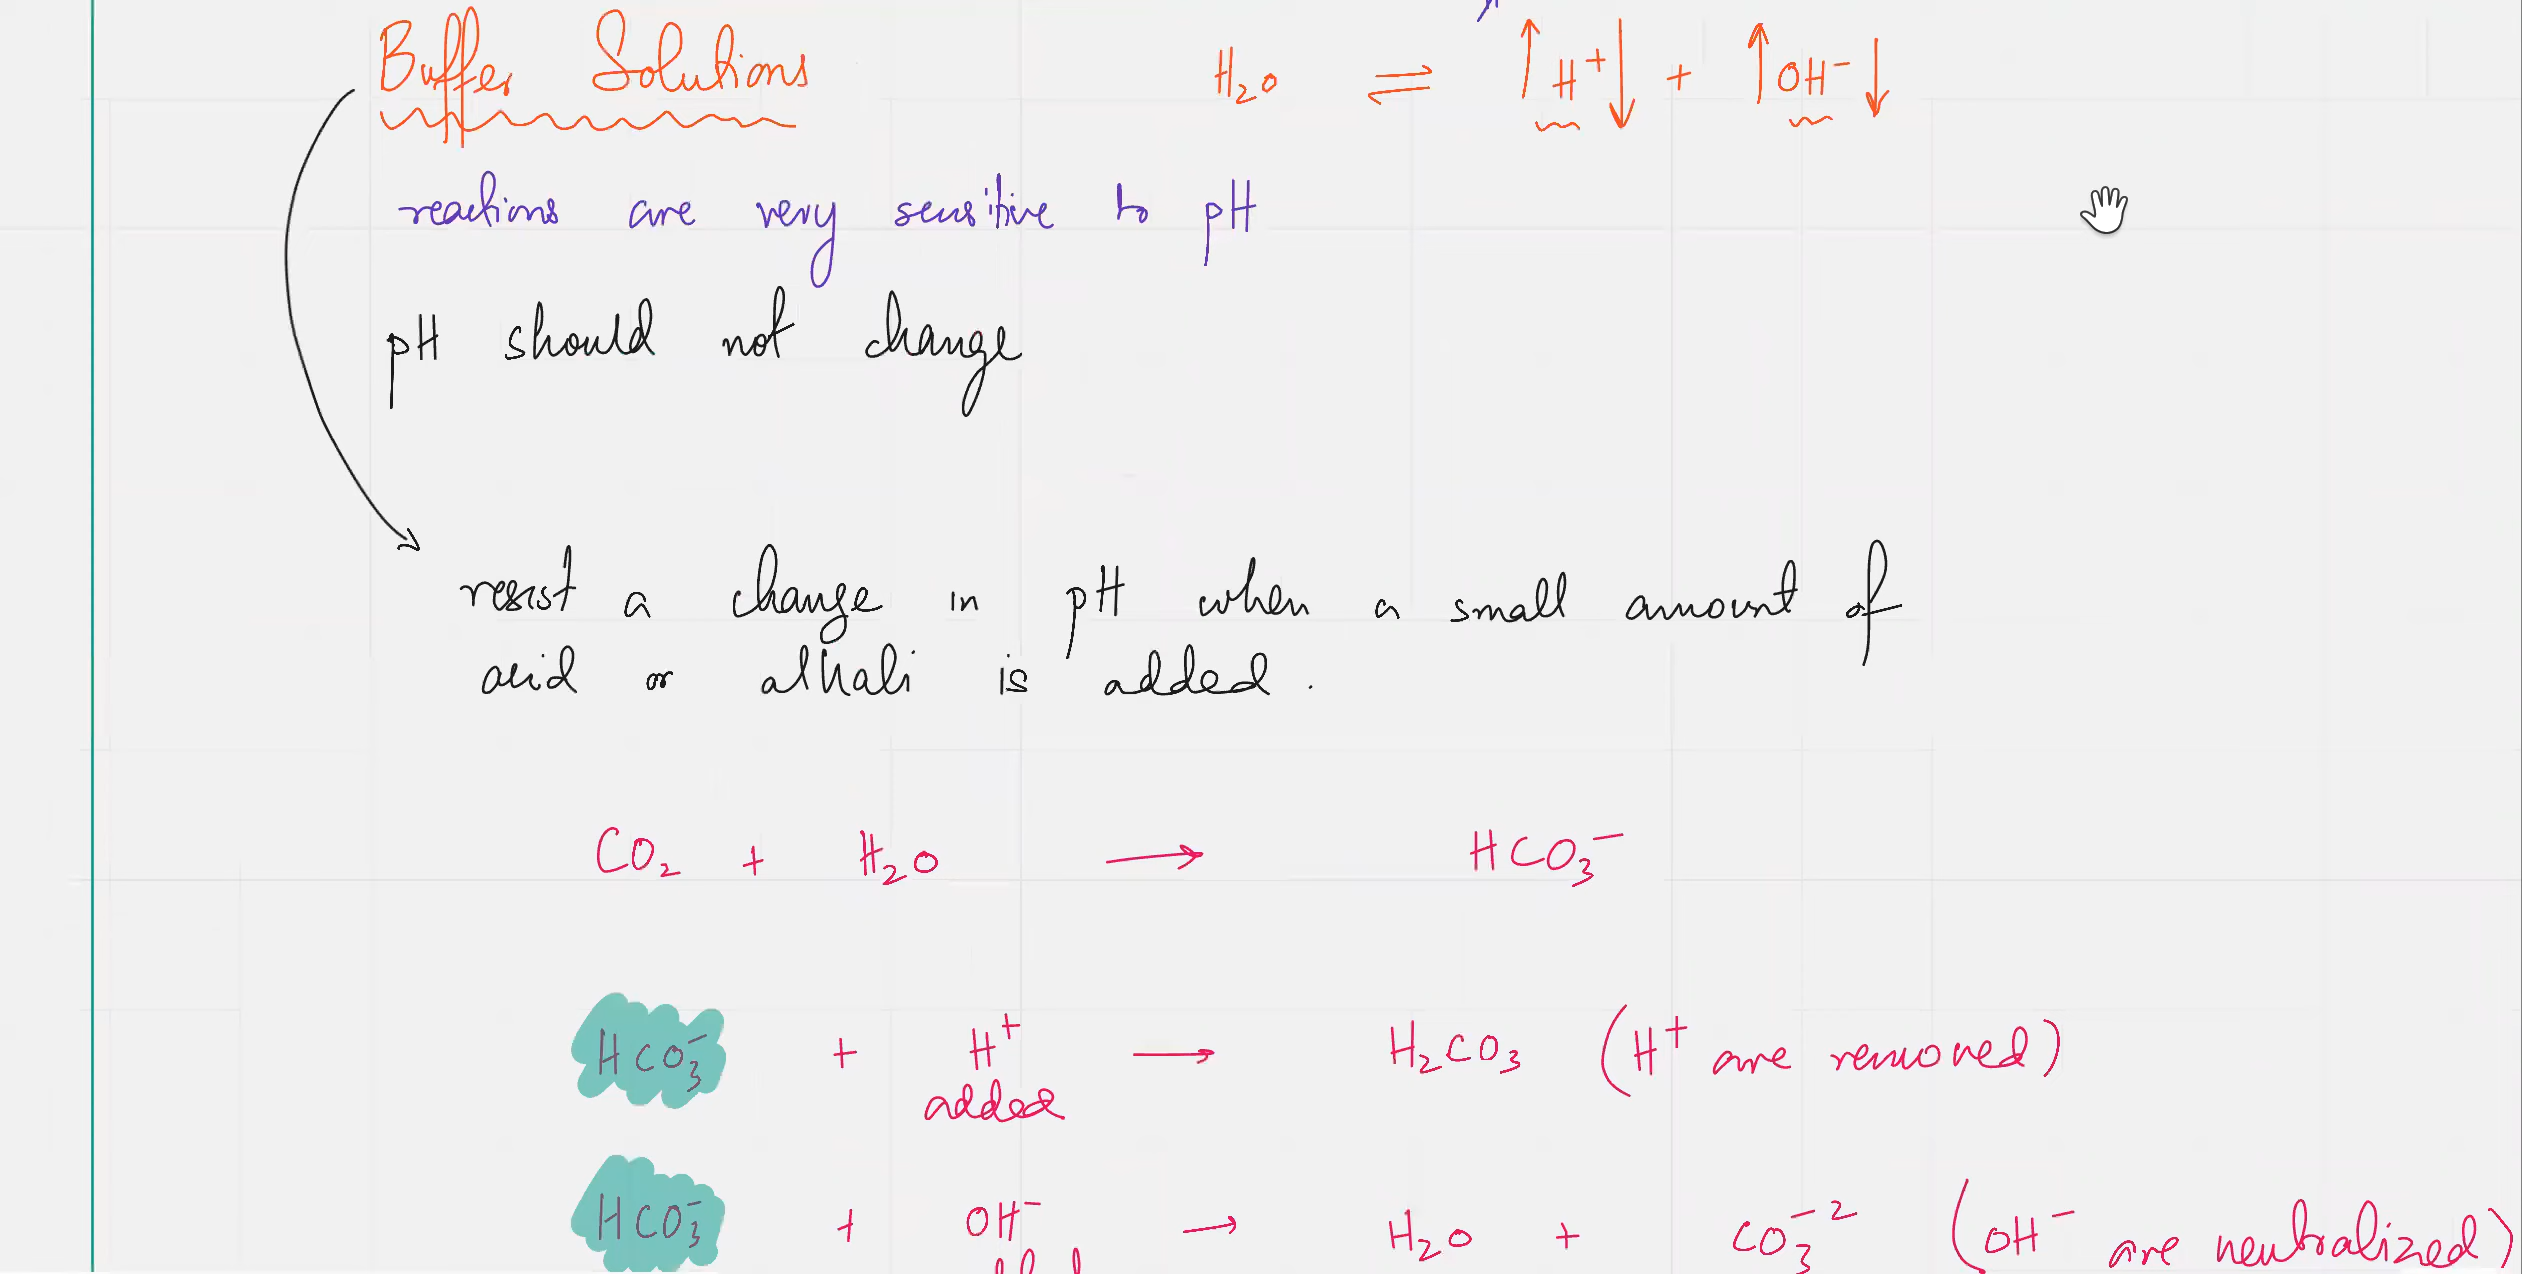 Buffer Solutions H₂O ⇌ ↑H⁺↓ + ↑OH⁻↓
reactions are very sensitive to pH
pH should not change
resist a change in pH when a small amount of
acid or alkali is added.
CO₂ + H₂O → HCO₃⁻
HCO₃⁻ + H⁺ → H₂CO₃ (H⁺ are removed)
added
HCO₃⁻ + OH⁻ → H₂O + CO₃⁻² (OH⁻ are neutralized)